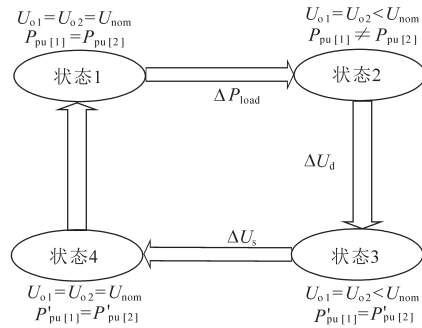 U_o1=U_o2=U_nom
P_pu[1]=P_pu[2]
状态1
U_o1=U_o2<U_nom
P_pu[1]≠P_pu[2]
状态2
ΔP_load
ΔU_d
状态4
ΔU_s
状态3
U_o1=U_o2=U_nom
P'_pu[1]=P'_pu[2]
U_o1=U_o2<U_nom
P'_pu[1]=P'_pu[2]